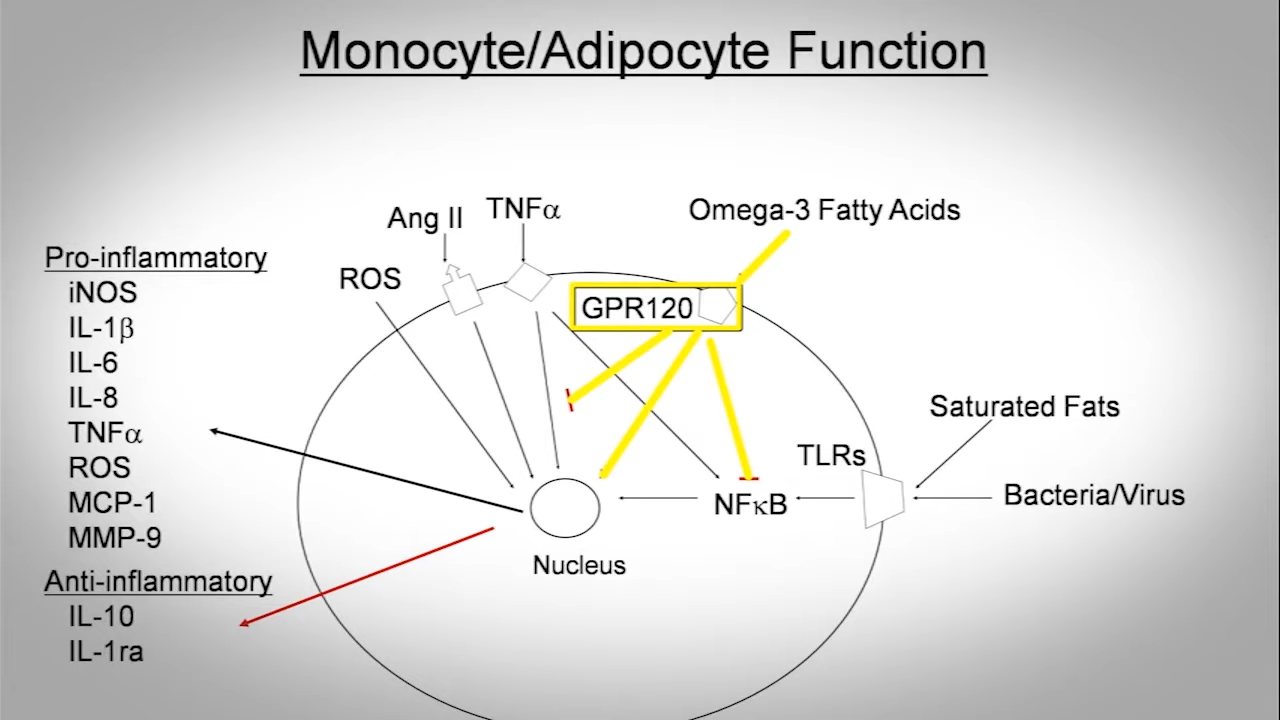 Monocyte/Adipocyte Function
Ang II
TNFα
Omega-3 Fatty Acids
Pro-inflammatory
iNOS
IL-1β
IL-6
IL-8
TNFα
ROS
MCP-1
MMP-9
Anti-inflammatory
IL-10
IL-1ra
ROS
GPR120
Saturated Fats
TLRs
Bacteria/Virus
NFκB
Nucleus